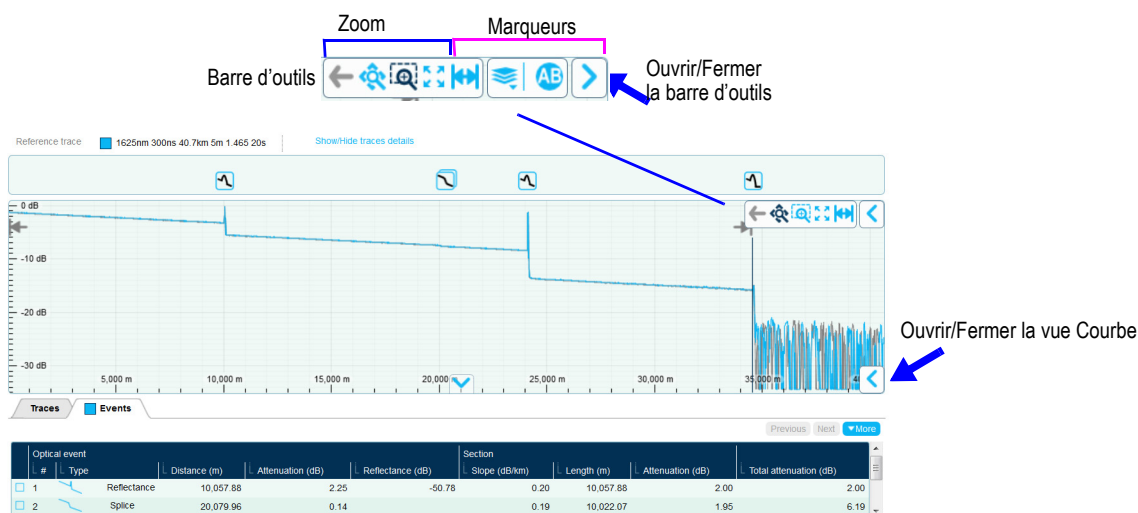 Zoom
Marqueurs
Barre d’outils
AB
Ouvrir/Fermer
la barre d’outils
Reference trace
1625nm 300ns 40.7km 5m 1.465 20s
Show/Hide traces details
0 dB
-10 dB
-20 dB
-30 dB
Ouvrir/Fermer la vue Courbe
5,000 m 10,000 m 15,000 m 20,000 25,000 m 30,000 m 35,000 m
Traces Events
Previous Next More
Optical event Section
# Type Distance (m) Attenuation (dB) Reflectance (dB) Slope (dB/km) Length (m) Attenuation (dB) Total attenuation (dB)
1 Reflectance 10,057.88 2.25 -50.78 0.20 10,057.88 2.00 2.00
2 Splice 20,079.96 0.14 0.19 10,022.07 1.95 6.19